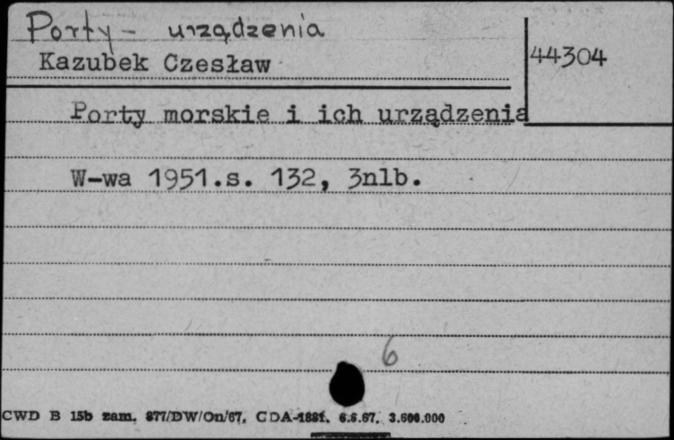 Porty - urządzenia
Kazubek Czesław
44304
Porty morskie i ich urządzenia
W-wa 1951.s. 132, 3nlb.
6
CWD B 15b zam. 877/DW/On/67. CDA-1881. 6.6.67. 3.600.000